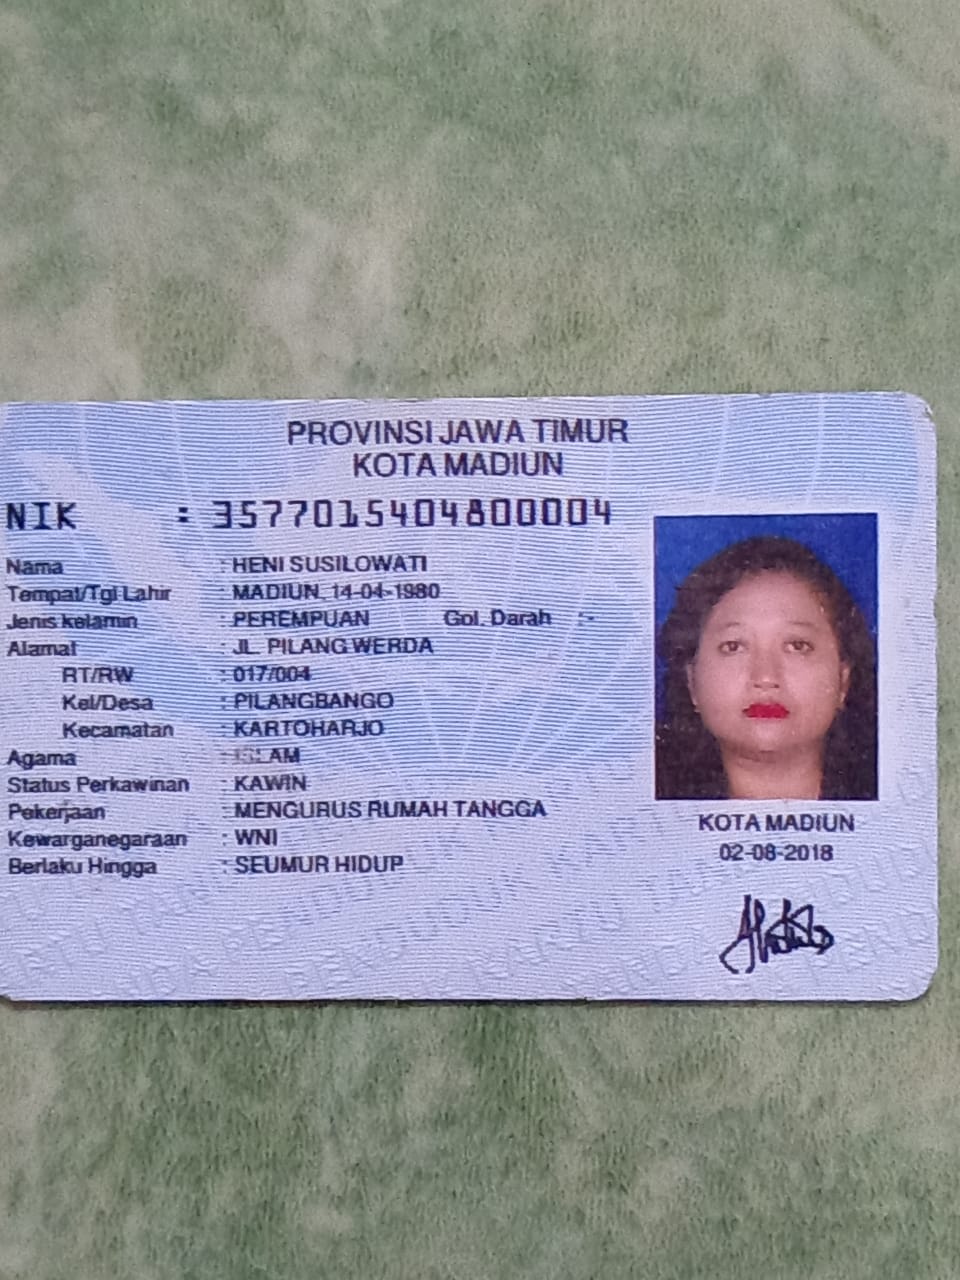 PROVINSI JAWA TIMUR
KOTA MADIUN
NIK : 3577015404800004
Nama : HENI SUSILOWATI
Tempat/Tgl Lahir : MADIUN, 14-04-1980
Jenis kelamin : PEREMPUAN Gol. Darah : -
Alamat : JL. PILANG WERDA
RT/RW : 017/004
Kel/Desa : PILANGBANGO
Kecamatan : KARTOHARJO
Agama : ISLAM
Status Perkawinan : KAWIN
Pekerjaan : MENGURUS RUMAH TANGGA
Kewarganegaraan : WNI
Berlaku Hingga : SEUMUR HIDUP
KOTA MADIUN
02-08-2018